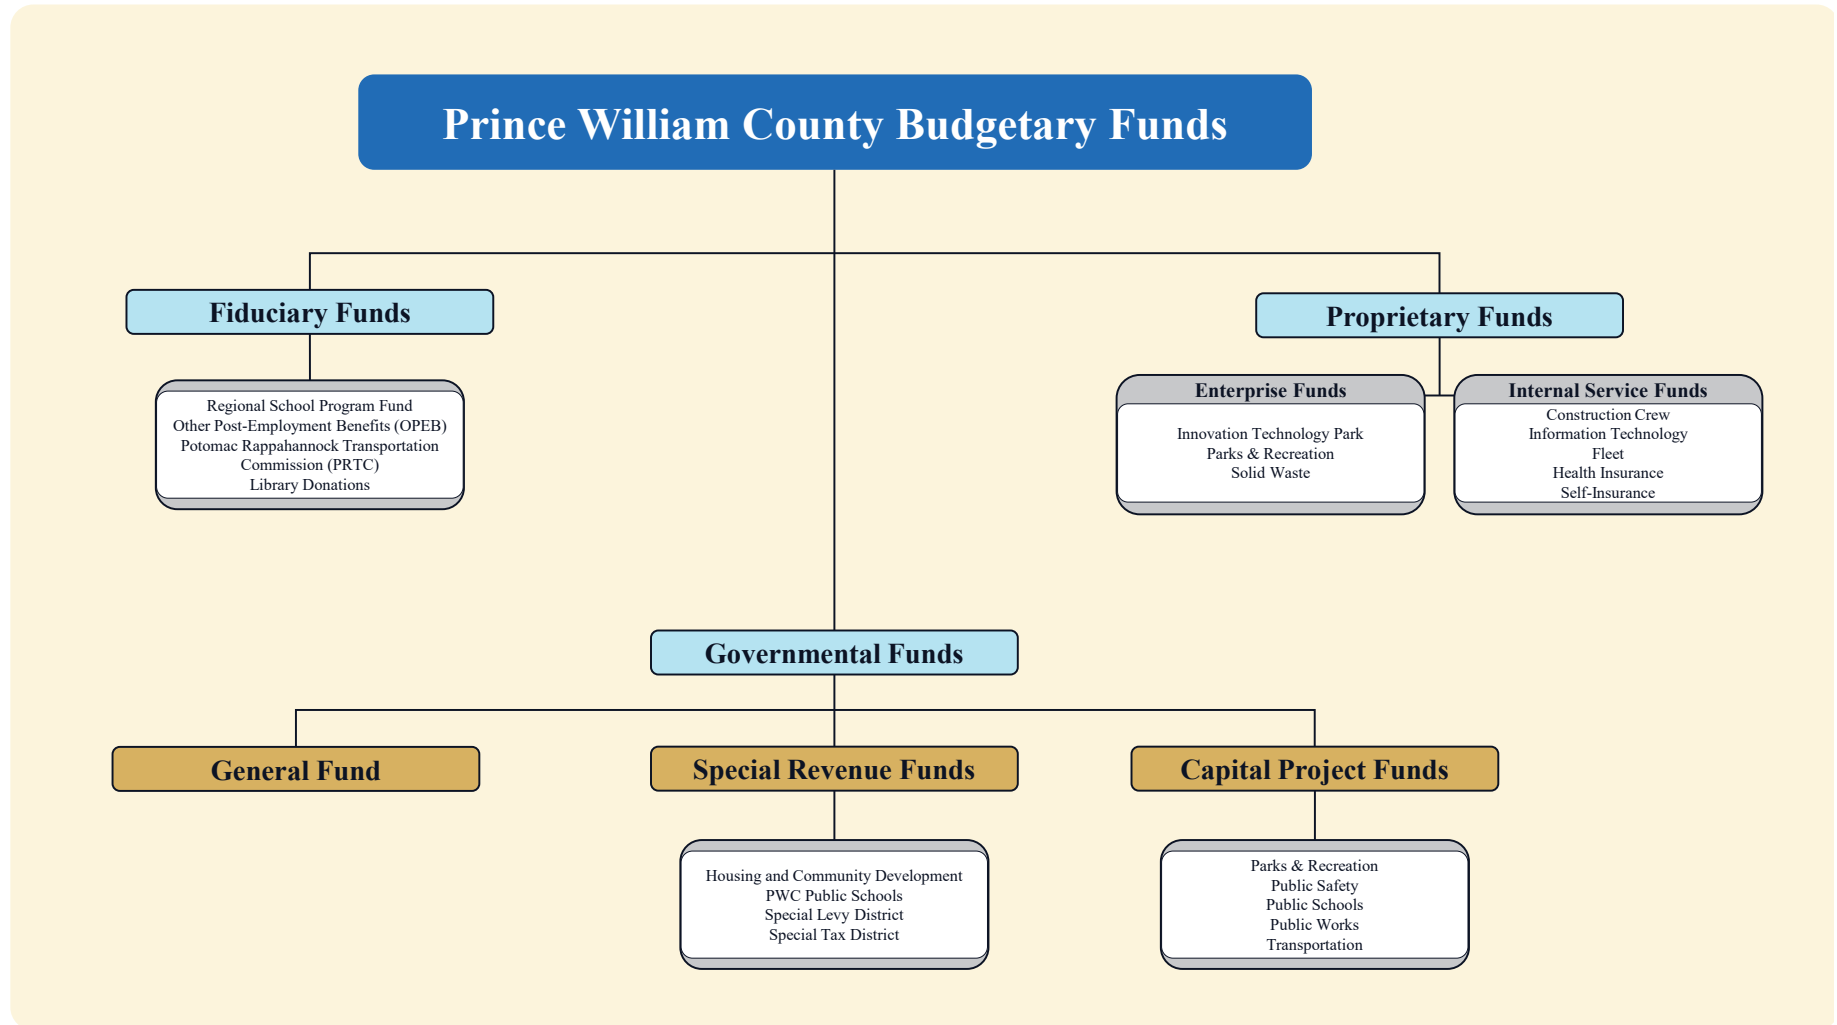 Prince William County Budgetary Funds
Fiduciary Funds
Regional School Program Fund
Other Post-Employment Benefits (OPEB)
Potomac Rappahannock Transportation
Commission (PRTC)
Library Donations
Proprietary Funds
Enterprise Funds
Innovation Technology Park
Parks & Recreation
Solid Waste
Internal Service Funds
Construction Crew
Information Technology
Fleet
Health Insurance
Self-Insurance
Governmental Funds
General Fund
Special Revenue Funds
Housing and Community Development
PWC Public Schools
Special Levy District
Special Tax District
Capital Project Funds
Parks & Recreation
Public Safety
Public Schools
Public Works
Transportation